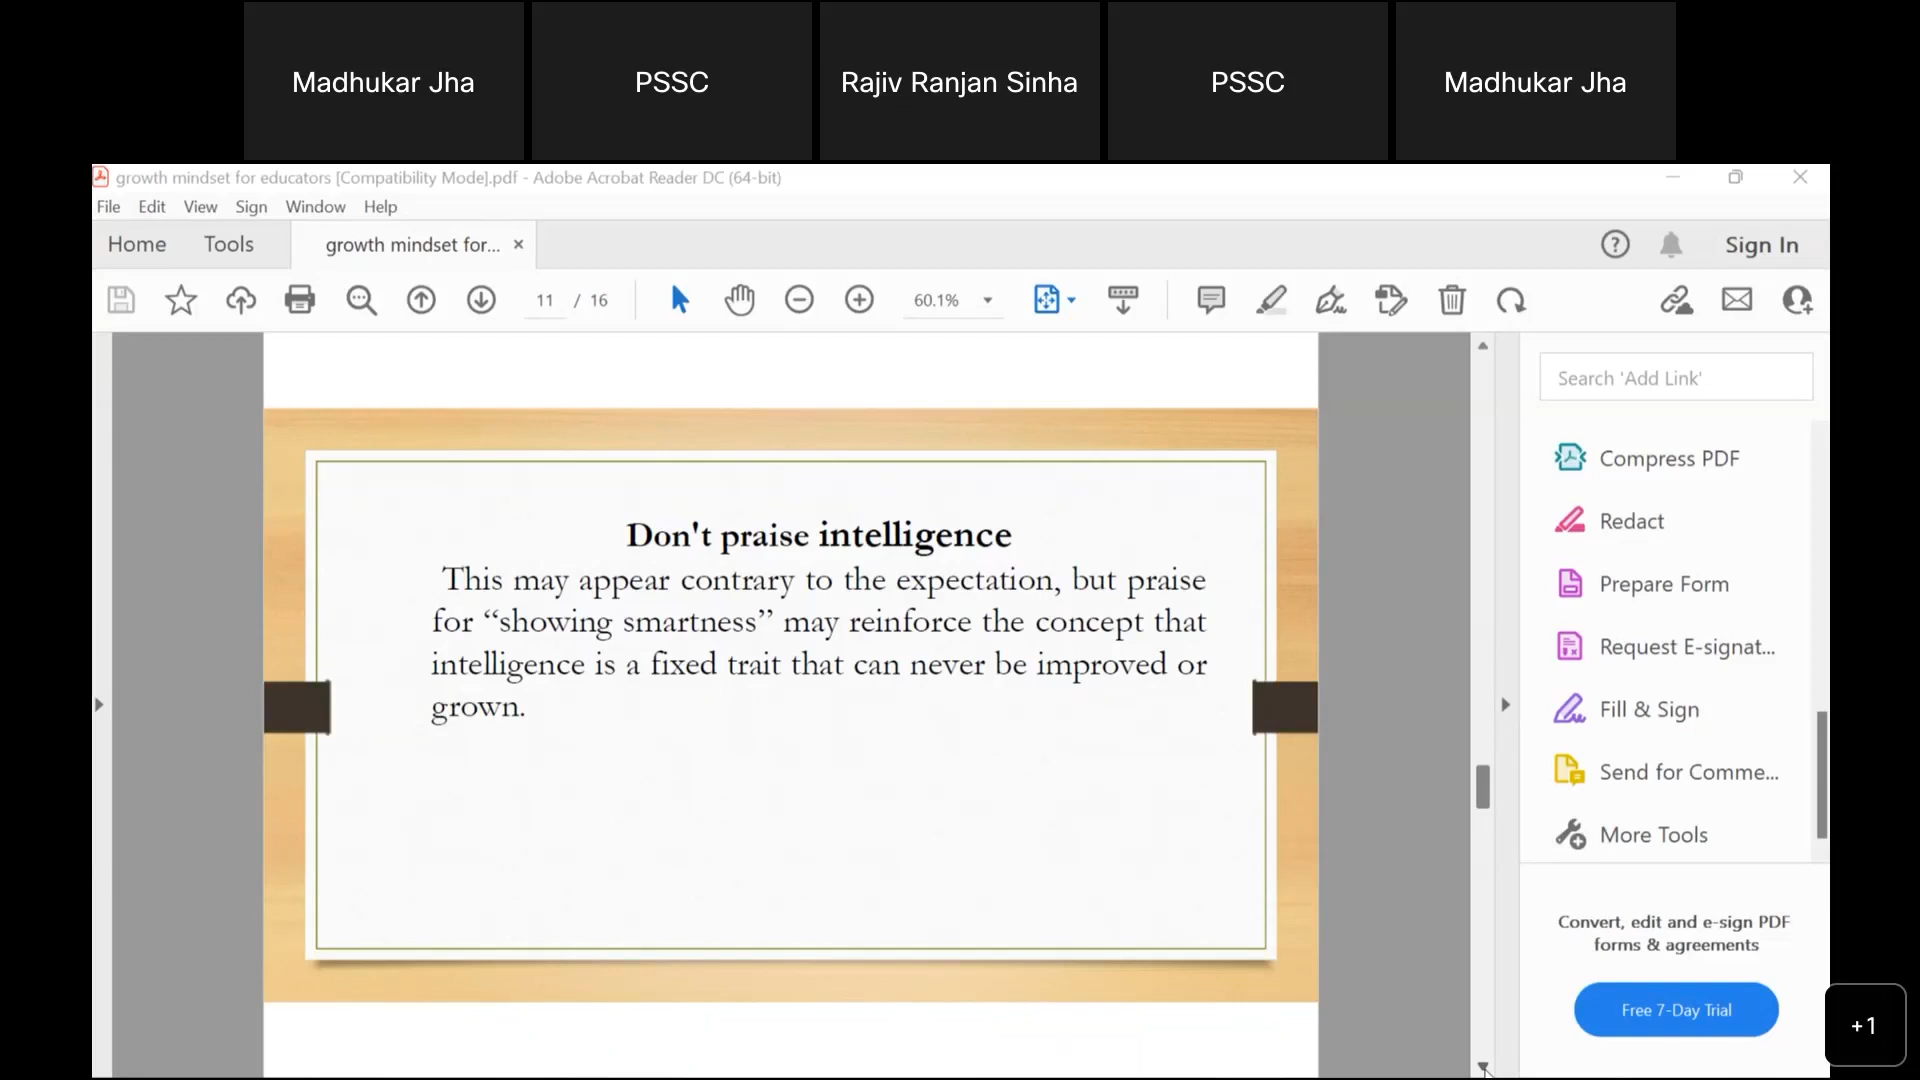 Madhukar Jha
PSSC
Rajiv Ranjan Sinha
PSSC
Madhukar Jha
growth mindset for educators [Compatibility Mode].pdf - Adobe Acrobat Reader DC (64-bit)
File Edit View Sign Window Help
Home Tools growth mindset for... × Sign In
11 / 16 60.1%
Search 'Add Link'
Compress PDF
Redact
Prepare Form
Request E-signat...
Fill & Sign
Send for Comme...
More Tools
Convert, edit and e-sign PDF
forms & agreements
Free 7-Day Trial
Don't praise intelligence
This may appear contrary to the expectation, but praise
for “showing smartness” may reinforce the concept that
intelligence is a fixed trait that can never be improved or
grown.
+1